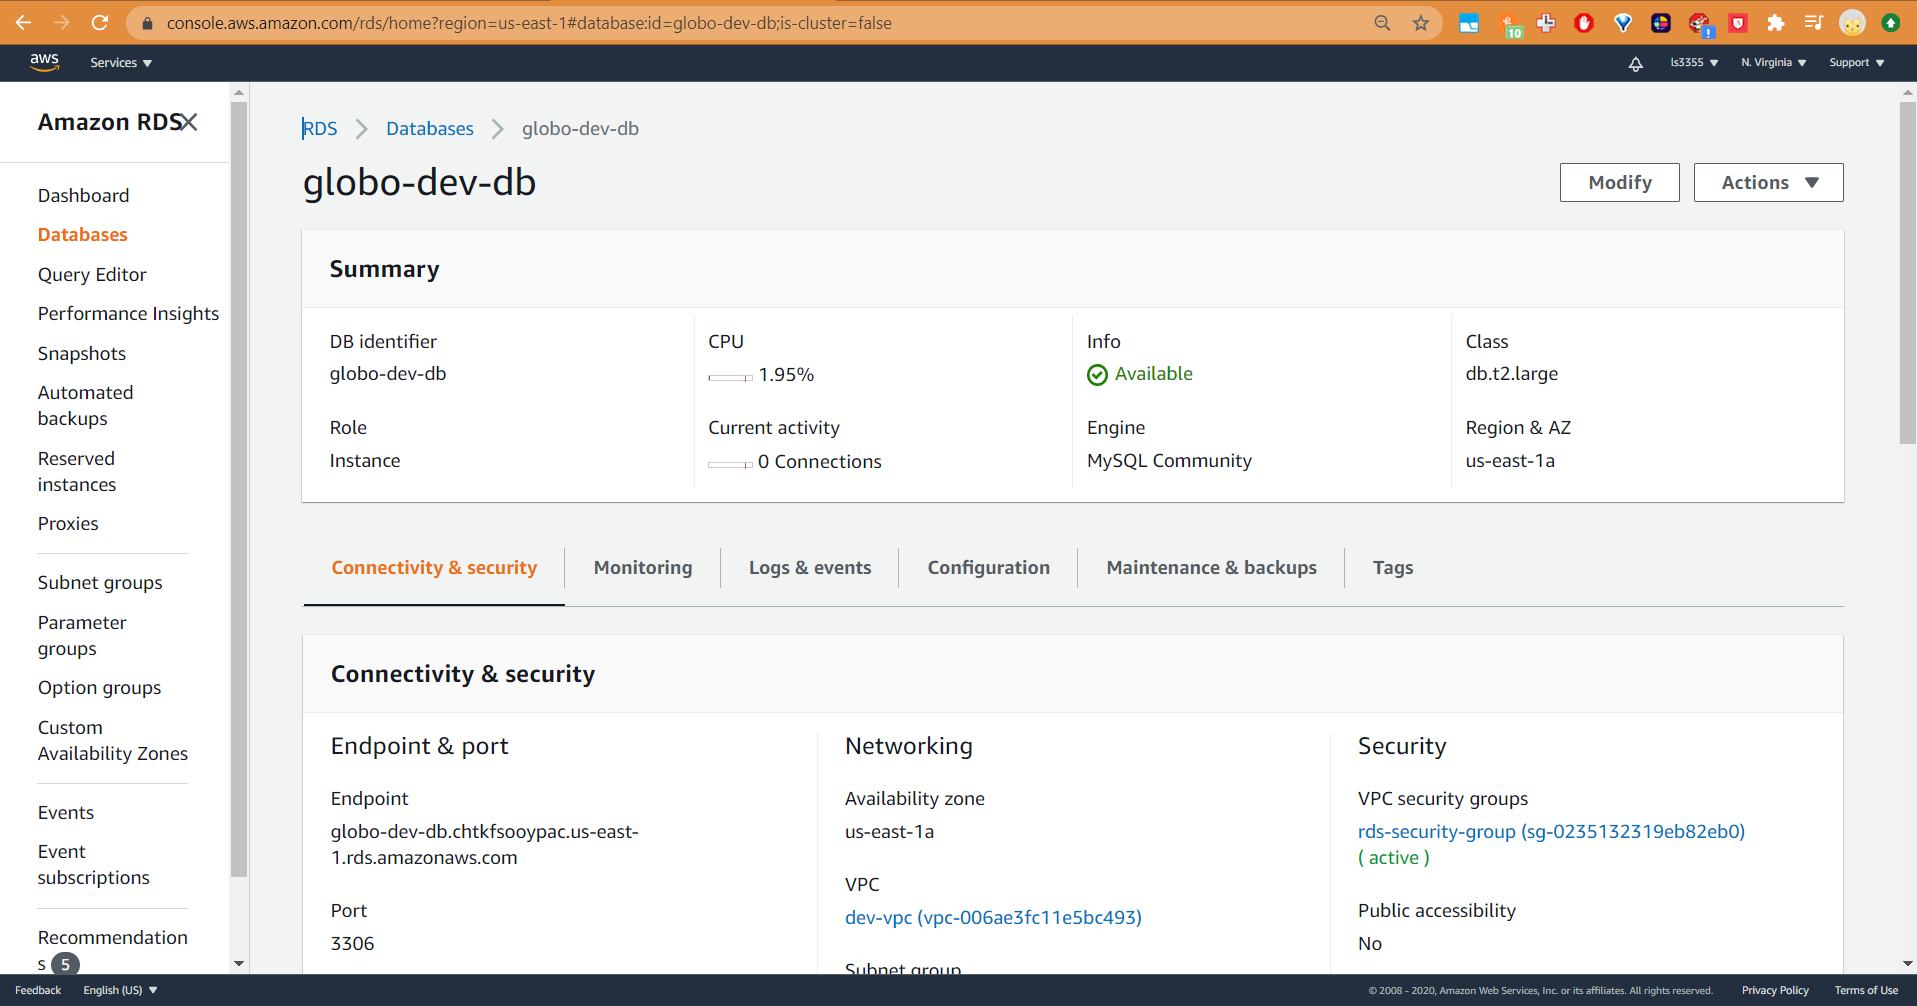 console.aws.amazon.com/rds/home?region=us-east-1#database:id=globo-dev-db;is-cluster=false
10
aws
Services
ls3355
N. Virginia
Support
Amazon RDS
Dashboard
Databases
Query Editor
Performance Insights
Snapshots
Automated
backups
Reserved
instances
Proxies
Subnet groups
Parameter
groups
Option groups
Custom
Availability Zones
Events
Event
subscriptions
Recommendation
s 5
RDS
Databases
globo-dev-db
globo-dev-db
Modify
Actions
Summary
DB identifier
globo-dev-db
Role
Instance
CPU
1.95%
Current activity
0 Connections
Info
Available
Engine
MySQL Community
Class
db.t2.large
Region & AZ
us-east-1a
Connectivity & security
Monitoring
Logs & events
Configuration
Maintenance & backups
Tags
Connectivity & security
Endpoint & port
Endpoint
globo-dev-db.chtkfsooypac.us-east-
1.rds.amazonaws.com
Port
3306
Networking
Availability zone
us-east-1a
VPC
dev-vpc (vpc-006ae3fc11e5bc493)
Subnet group
Security
VPC security groups
rds-security-group (sg-0235132319eb82eb0)
( active )
Public accessibility
No
Feedback
English (US)
© 2008 - 2020, Amazon Web Services, Inc. or its affiliates. All rights reserved.
Privacy Policy
Terms of Use